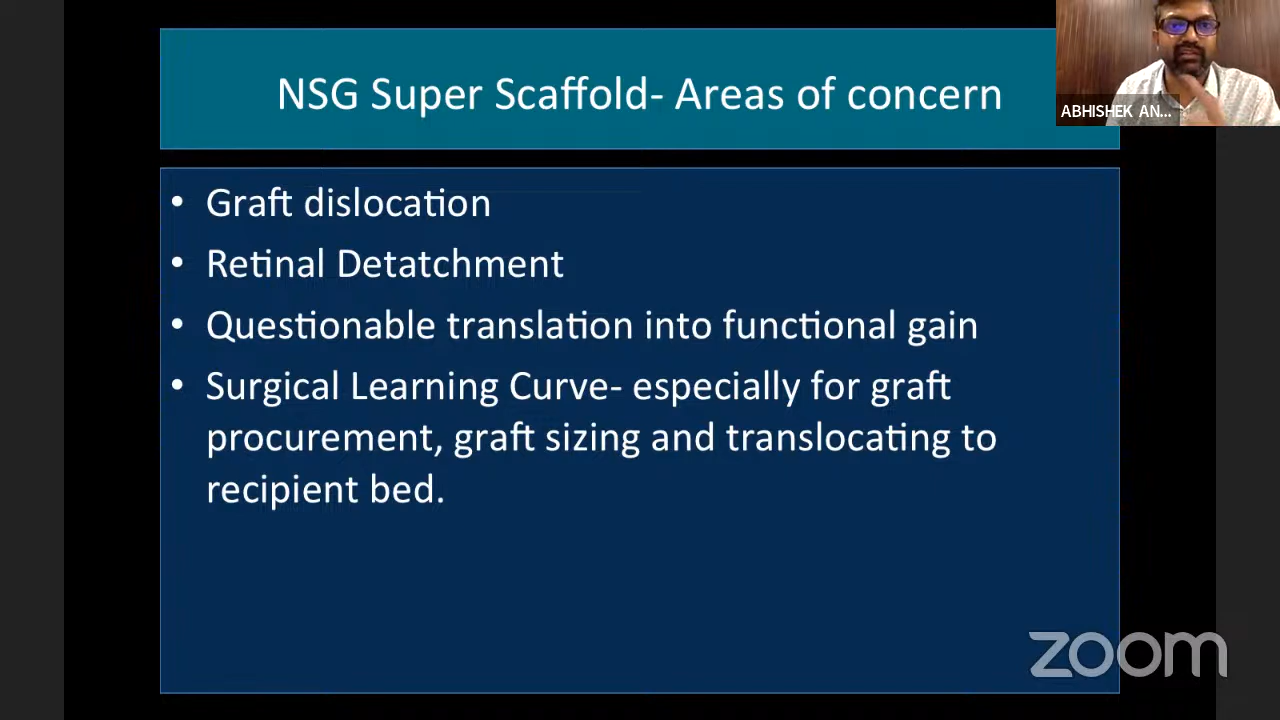 NSG Super Scaffold- Areas of concern
ABHISHEK AN...
• Graft dislocation
• Retinal Detatchment
• Questionable translation into functional gain
• Surgical Learning Curve- especially for graft
procurement, graft sizing and translocating to
recipient bed.
zoom